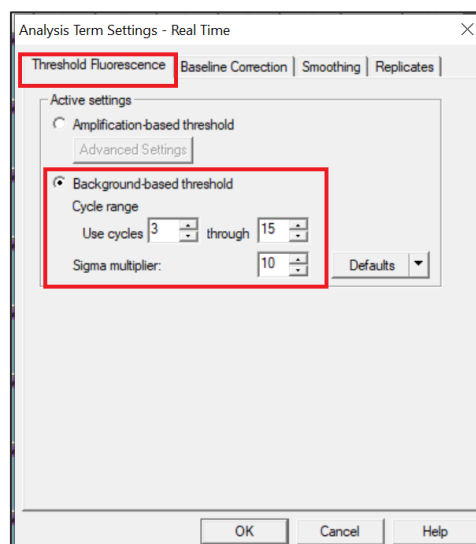 Analysis Term Settings - Real Time
Threshold Fluorescence Baseline Correction Smoothing Replicates
Active settings
Amplification-based threshold
Advanced Settings
Background-based threshold
Cycle range
Use cycles 3 through 15
Sigma multiplier: 10 Defaults
OK Cancel Help